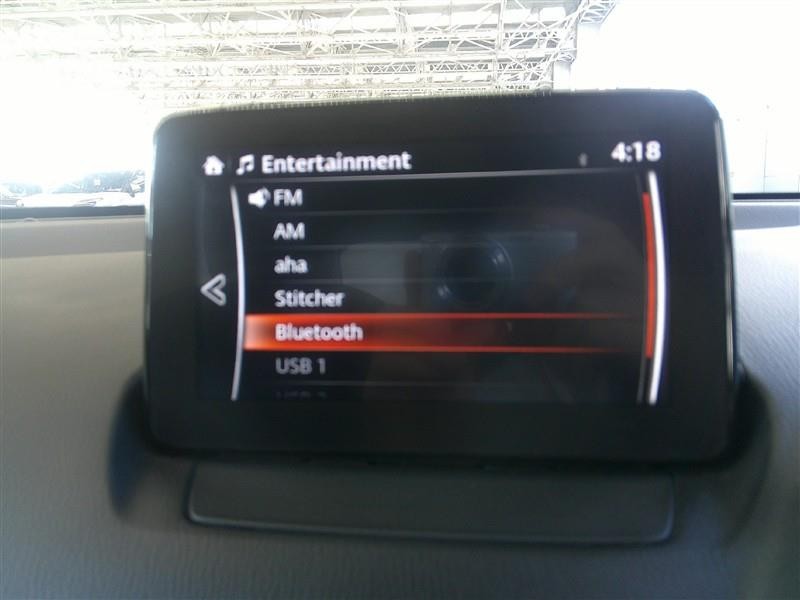 Entertainment 4:18
FM
AM
aha
Stitcher
Bluetooth
USB 1